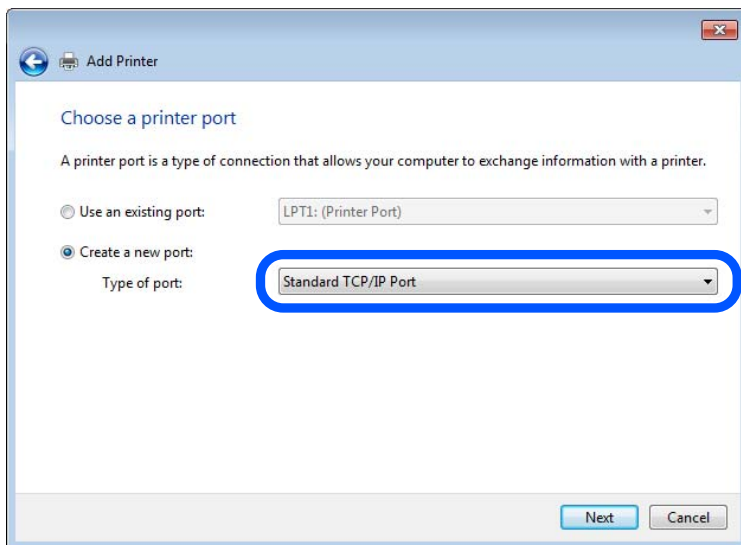 Add Printer
Choose a printer port
A printer port is a type of connection that allows your computer to exchange information with a printer.
Use an existing port: LPT1: (Printer Port)
Create a new port:
Type of port: Standard TCP/IP Port
Next Cancel